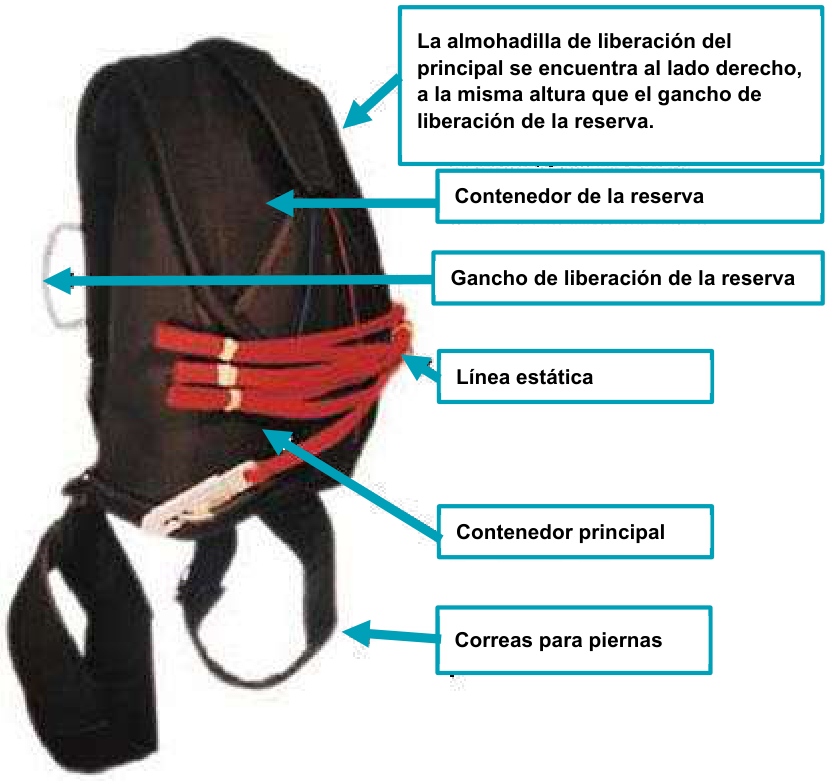 La almohadilla de liberación del
principal se encuentra al lado derecho,
a la misma altura que el gancho de
liberación de la reserva.
Contenedor de la reserva
Gancho de liberación de la reserva
Línea estática
Contenedor principal
Correas para piernas